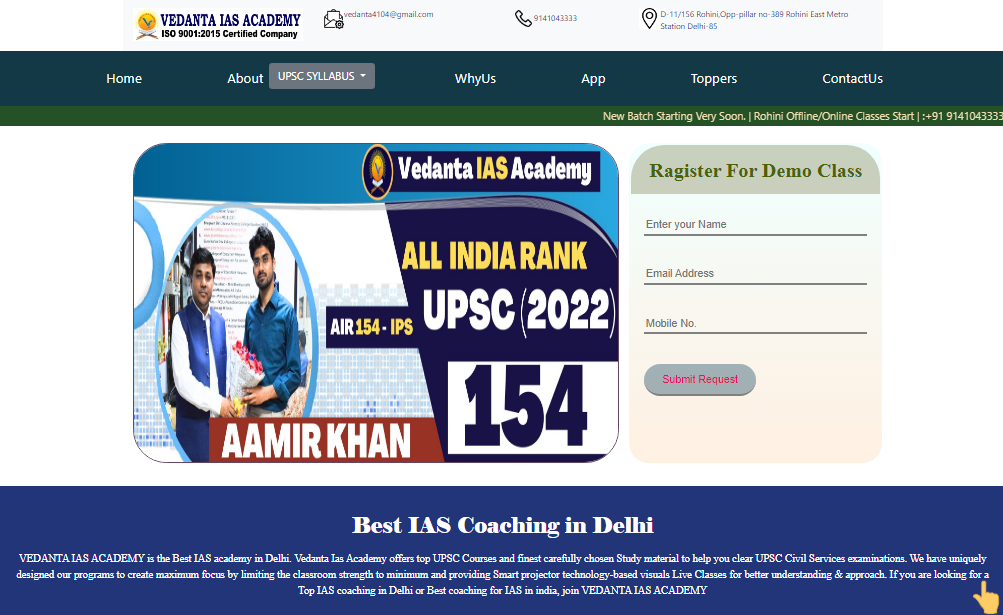 VEDANTA IAS ACADEMY
ISO 9001:2015 Certified Company
vedanta4104@gmail.com
9141043333
D-11/156 Rohini,Opp-pillar no-389 Rohini East Metro
Station Delhi-85
Home About UPSC SYLLABUS WhyUs App Toppers ContactUs
New Batch Starting Very Soon. | Rohini Offline/Online Classes Start | :+91 9141043333
Vedanta IAS Academy
ALL INDIA RANK
UPSC (2022)
AIR 154 - IPS
154
AAMIR KHAN
Ragister For Demo Class
Enter your Name
Email Address
Mobile No.
Submit Request
Best IAS Coaching in Delhi
VEDANTA IAS ACADEMY is the Best IAS academy in Delhi. Vedanta Ias Academy offers top UPSC Courses and finest carefully chosen Study material to help you clear UPSC Civil Services examinations. We have uniquely
designed our programs to create maximum focus by limiting the classroom strength to minimum and providing Smart projector technology-based visuals Live Classes for better understanding & approach. If you are looking for a
Top IAS coaching in Delhi or Best coaching for IAS in india, join VEDANTA IAS ACADEMY